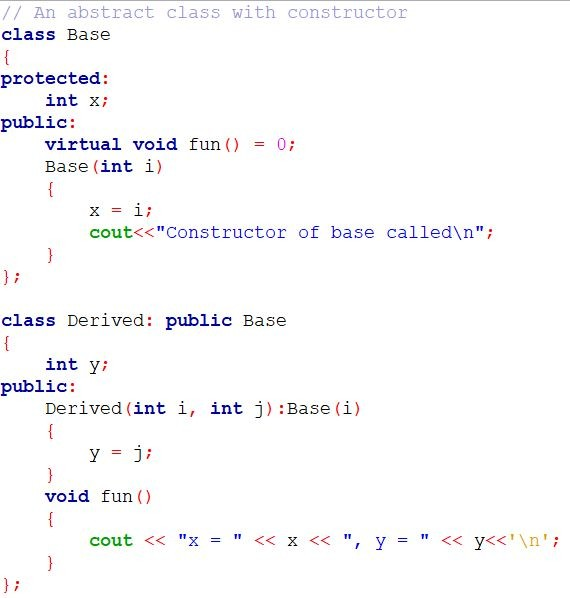 // An abstract class with constructor
class Base
{
protected:
    int x;
public:
    virtual void fun() = 0;
    Base(int i)
    {
        x = i;
        cout<<"Constructor of base called\n";
    }
};

class Derived: public Base
{
    int y;
public:
    Derived(int i, int j):Base(i)
    {
        y = j;
    }
    void fun()
    {
        cout << "x = " << x << ", y = " << y<<'\n';
    }
};